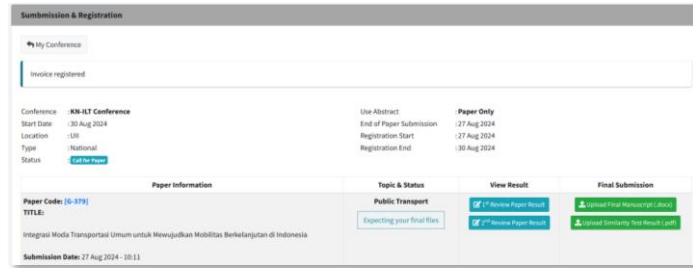 Sumbmission & Registration
My Conference
Invoice registered
Conference : KN-ILT Conference
Start Date : 30 Aug 2024
Location : UII
Type : National
Status : Call for Paper
Use Abstract : Paper Only
End of Paper Submission : 27 Aug 2024
Registration Start : 27 Aug 2024
Registration End : 30 Aug 2024
Paper Information Topic & Status View Result Final Submission
Paper Code: [G-379]
TITLE:
Integrasi Moda Transportasi Umum untuk Mewujudkan Mobilitas Berkelanjutan di Indonesia
Submission Date: 27 Aug 2024 - 10:11
Public Transport
Expecting your final files
1st Review Paper Result
2nd Review Paper Result
Upload Final Manuscript (.docx)
Upload Similarity Test Result (.pdf)